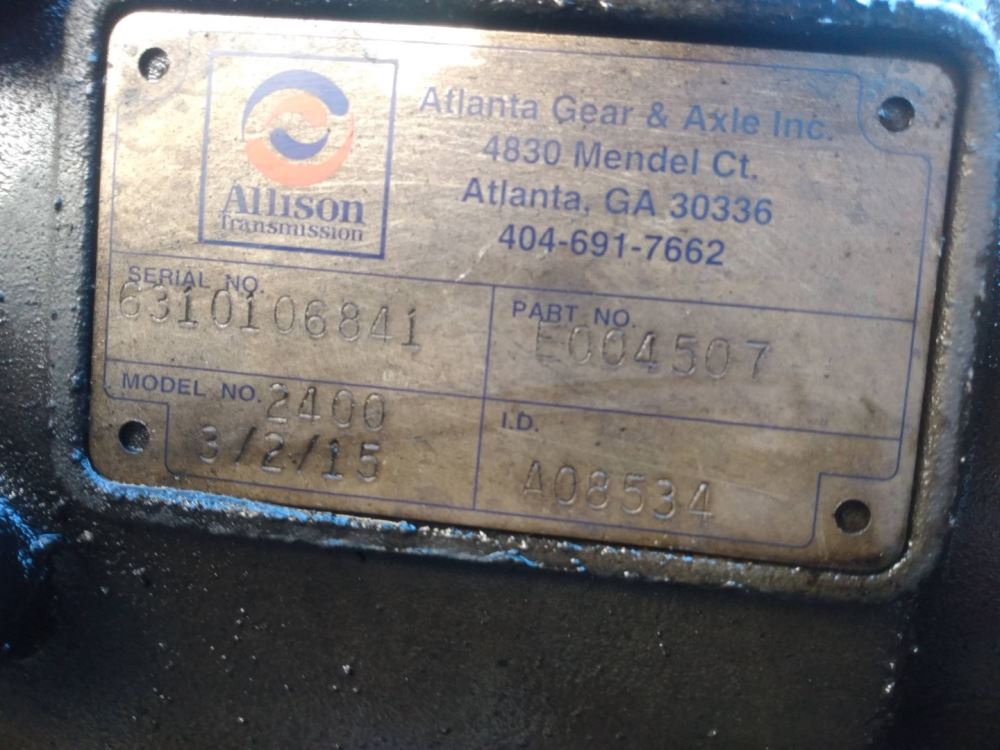 Allison
Transmission
Atlanta Gear & Axle Inc.
4830 Mendel Ct.
Atlanta, GA 30336
404-691-7662
SERIAL NO.
6310106841
PART NO.
E004507
MODEL NO. 2400
3/2/15
I.D.
A08534